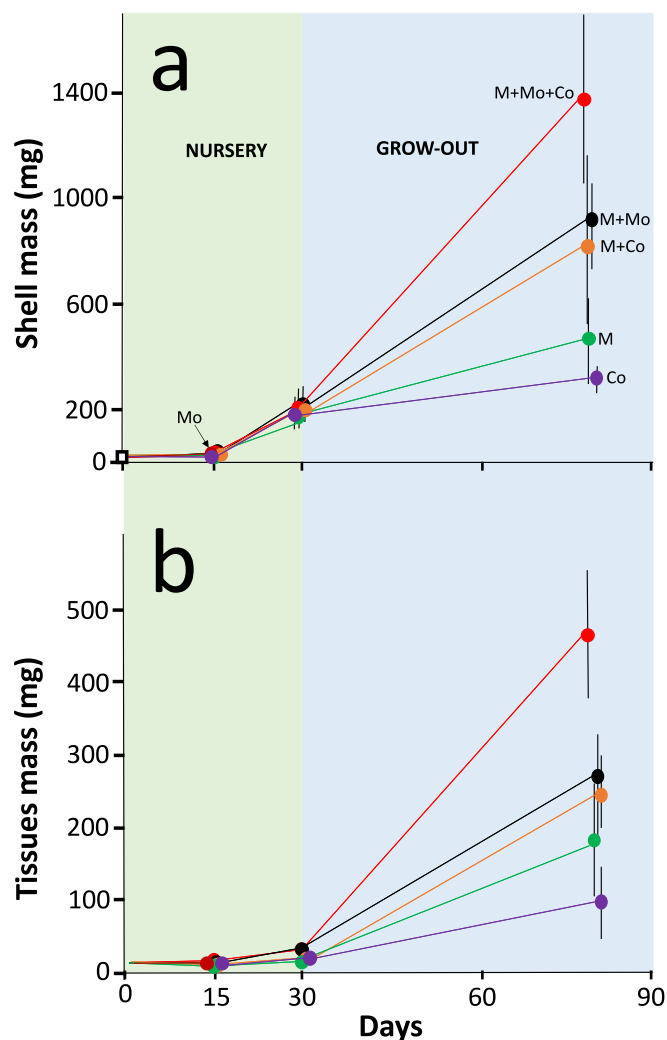 a
1400
M+Mo+Co
NURSERY
GROW-OUT
Shell mass (mg)
1000
M+Mo
M+Co
600
M
Co
200
Mo
0
b
500
400
Tissues mass (mg)
300
200
100
0
0 15 30 60 90
Days